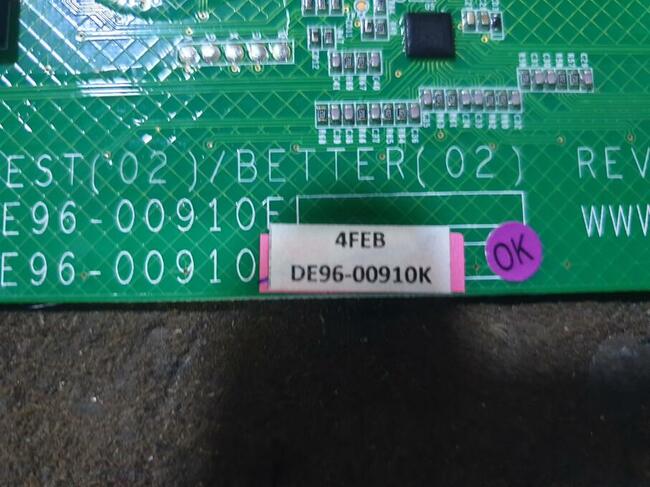 EST(02)/BETTER(02) REV
E96-00910E WWW
E96-00910
4FEB
DE96-00910K
OK